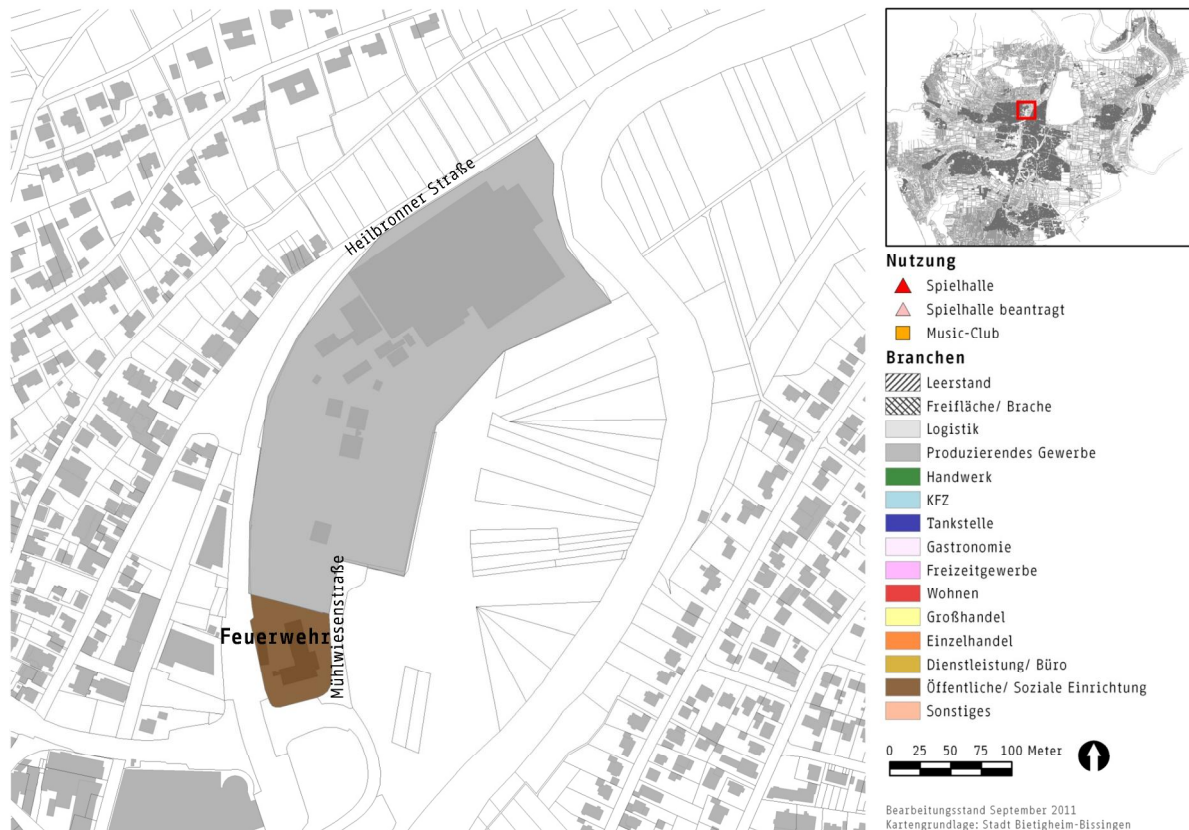 Heilbronner Straße
Feuerwehr
Mühlwiesenstraße
Nutzung
Spielhalle
Spielhalle beantragt
Music-Club
Branchen
Leerstand
Freifläche/ Brache
Logistik
Produzierendes Gewerbe
Handwerk
KFZ
Tankstelle
Gastronomie
Freizeitgewerbe
Wohnen
Großhandel
Einzelhandel
Dienstleistung/ Büro
Öffentliche/ Soziale Einrichtung
Sonstiges
0 25 50 75 100 Meter
Bearbeitungsstand September 2011
Kartengrundlage: Stadt Bietigheim-Bissingen